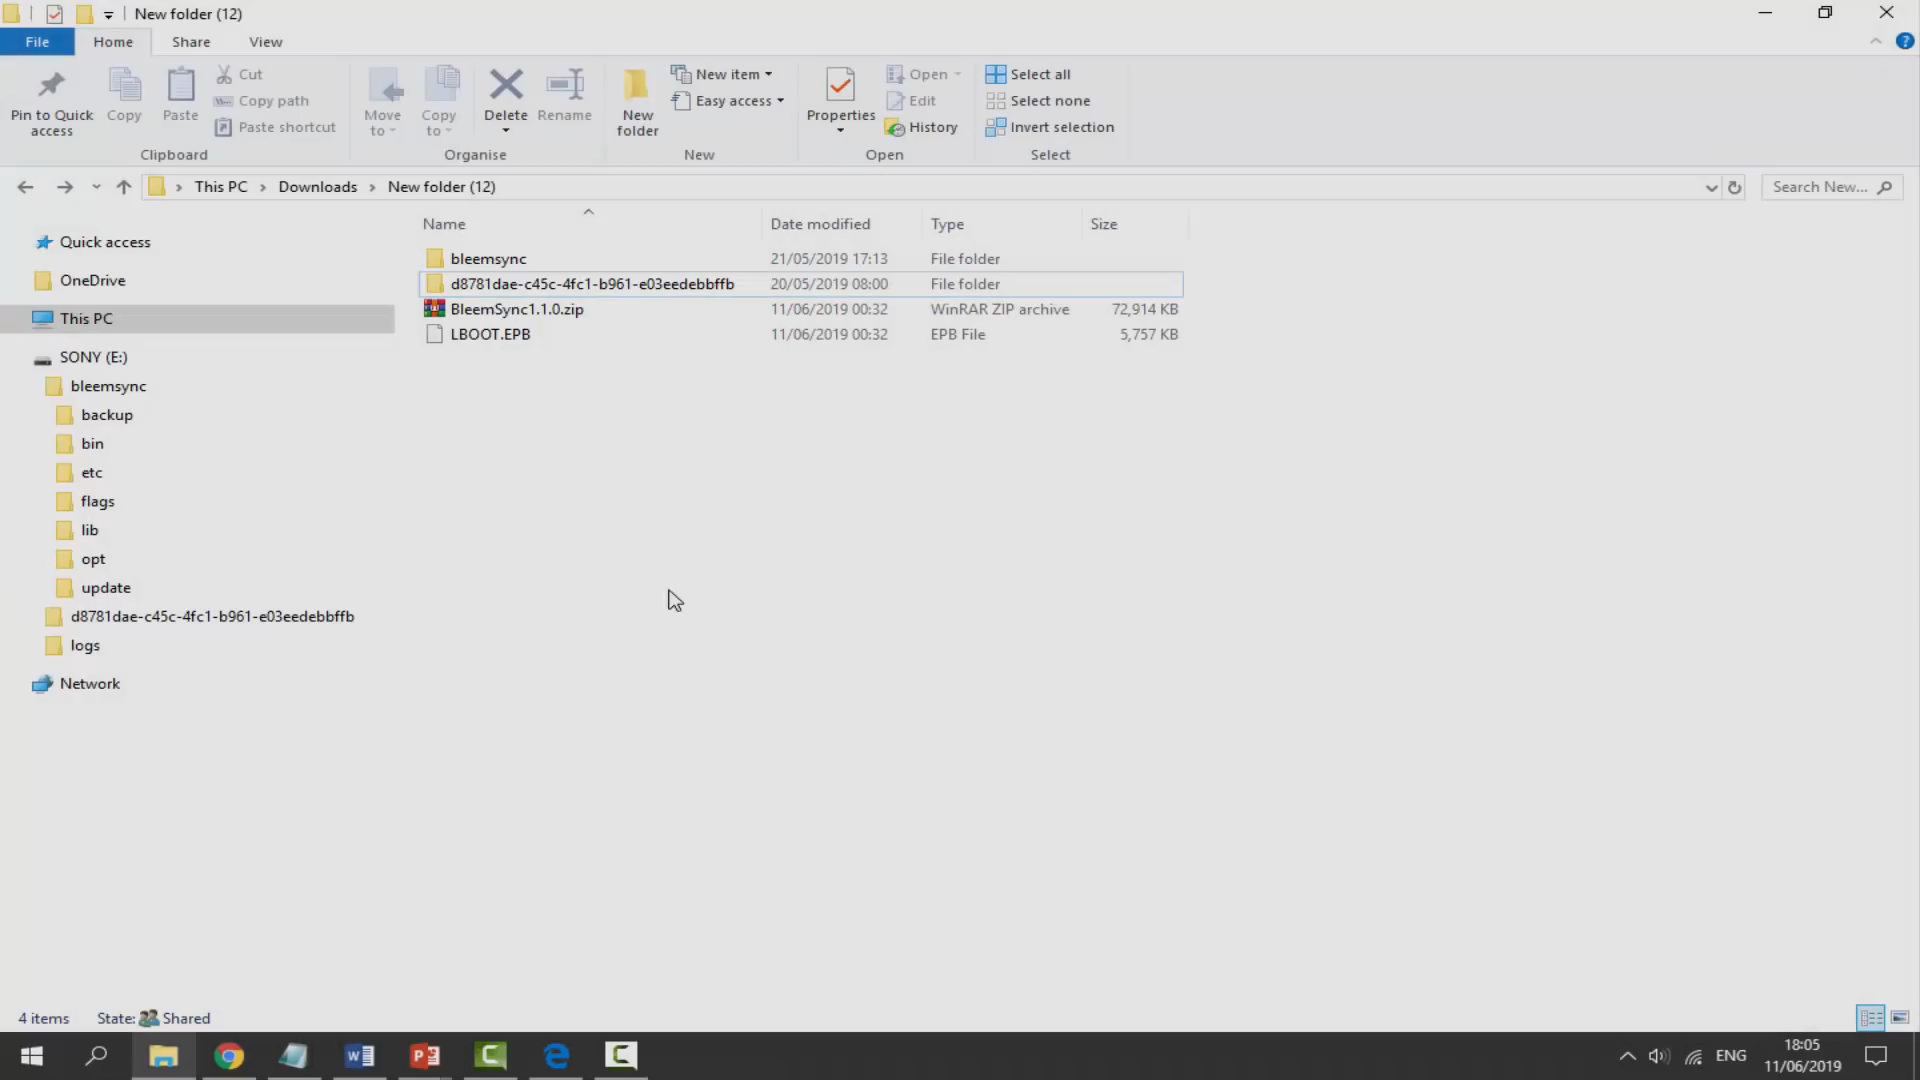 New folder (12)
File
Home
Share
View
Pin to Quick
access
Copy
Paste
Cut
Copy path
Paste shortcut
Clipboard
Move
to
Copy
to
Delete
Rename
Organise
New
folder
New item
Easy access
New
Properties
Open
Edit
History
Open
Select all
Select none
Invert selection
Select
This PC > Downloads > New folder (12)
Search New...
Name
Date modified
Type
Size
bleemsync 21/05/2019 17:13 File folder
d8781dae-c45c-4fc1-b961-e03eedebbffb 20/05/2019 08:00 File folder
BleemSync1.1.0.zip 11/06/2019 00:32 WinRAR ZIP archive 72,914 KB
LBOOT.EPB 11/06/2019 00:32 EPB File 5,757 KB
Quick access
OneDrive
This PC
SONY (E:)
bleemsync
backup
bin
etc
flags
lib
opt
update
d8781dae-c45c-4fc1-b961-e03eedebbffb
logs
Network
4 items State: Shared
ENG
18:05
11/06/2019